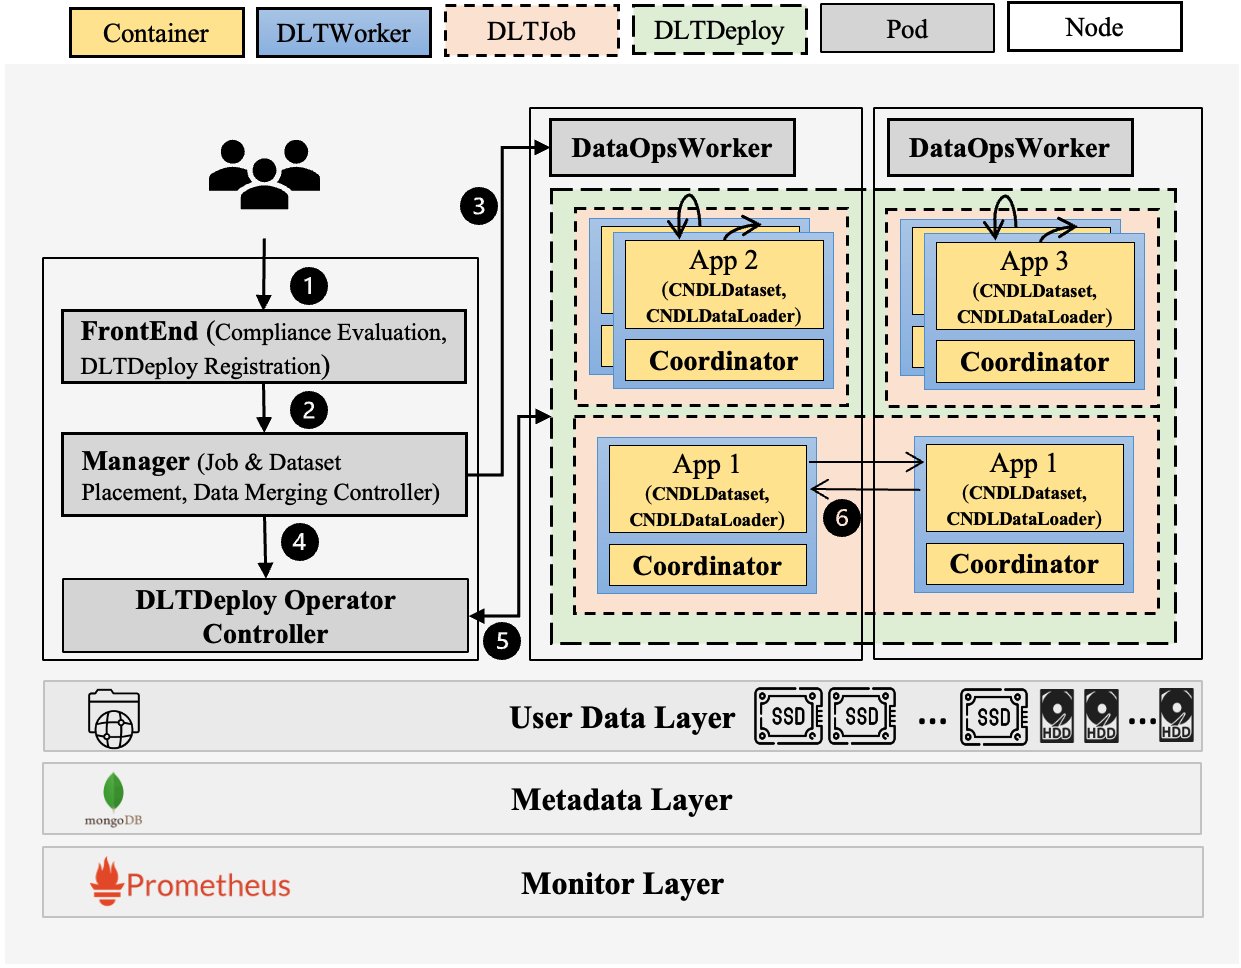 Container
DLTWorker
DLTJob
DLTDeploy
Pod
Node
DataOpsWorker
DataOpsWorker
3
App 2
(CNDLDataset,
CNDLDataLoader)
Coordinator
App 3
(CNDLDataset,
CNDLDataLoader)
Coordinator
1
FrontEnd (Compliance Evaluation,
DLTDeploy Registration)
2
Manager (Job & Dataset
Placement, Data Merging Controller)
4
DLTDeploy Operator
Controller
5
App 1
(CNDLDataset,
CNDLDataLoader)
Coordinator
6
App 1
(CNDLDataset,
CNDLDataLoader)
Coordinator
User Data Layer
SSD
SSD
...
SSD
HDD
HDD
...
HDD
mongoDB
Metadata Layer
Prometheus
Monitor Layer